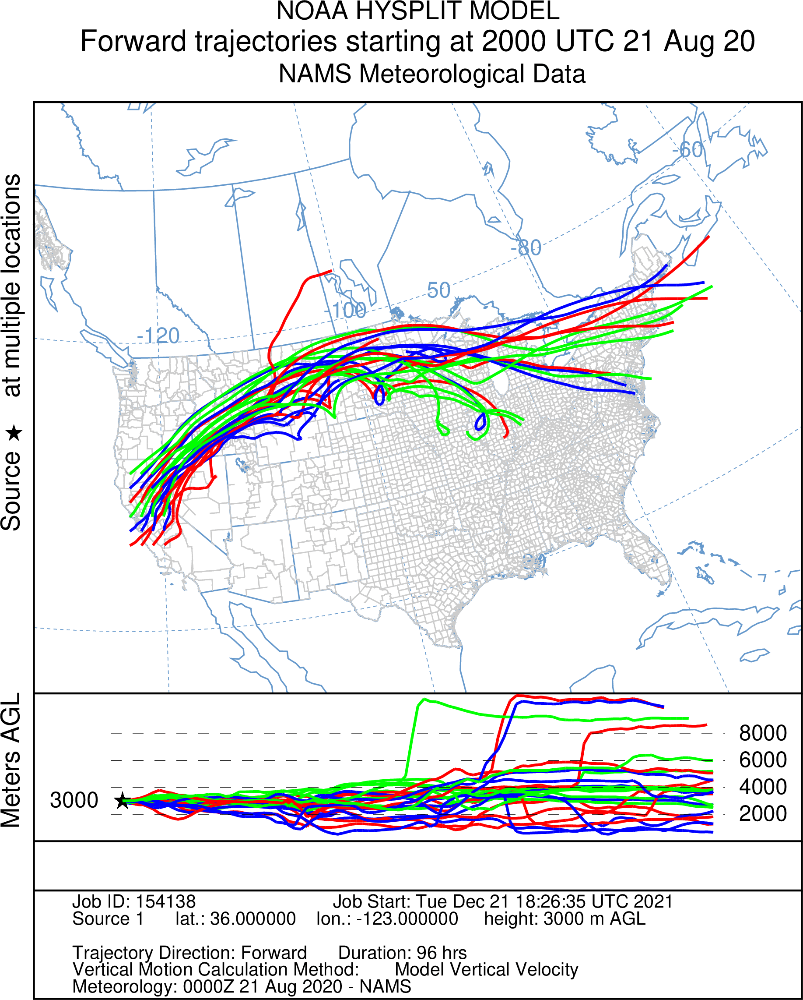 NOAA HYSPLIT MODEL
Forward trajectories starting at 2000 UTC 21 Aug 20
NAMS Meteorological Data
Source ★ at multiple locations
-60
-80
50
-100
-120
30
Meters AGL
3000
8000
6000
4000
2000
Job ID: 154138 Job Start: Tue Dec 21 18:26:35 UTC 2021
Source 1 lat.: 36.000000 lon.: -123.000000 height: 3000 m AGL
Trajectory Direction: Forward Duration: 96 hrs
Vertical Motion Calculation Method: Model Vertical Velocity
Meteorology: 0000Z 21 Aug 2020 - NAMS